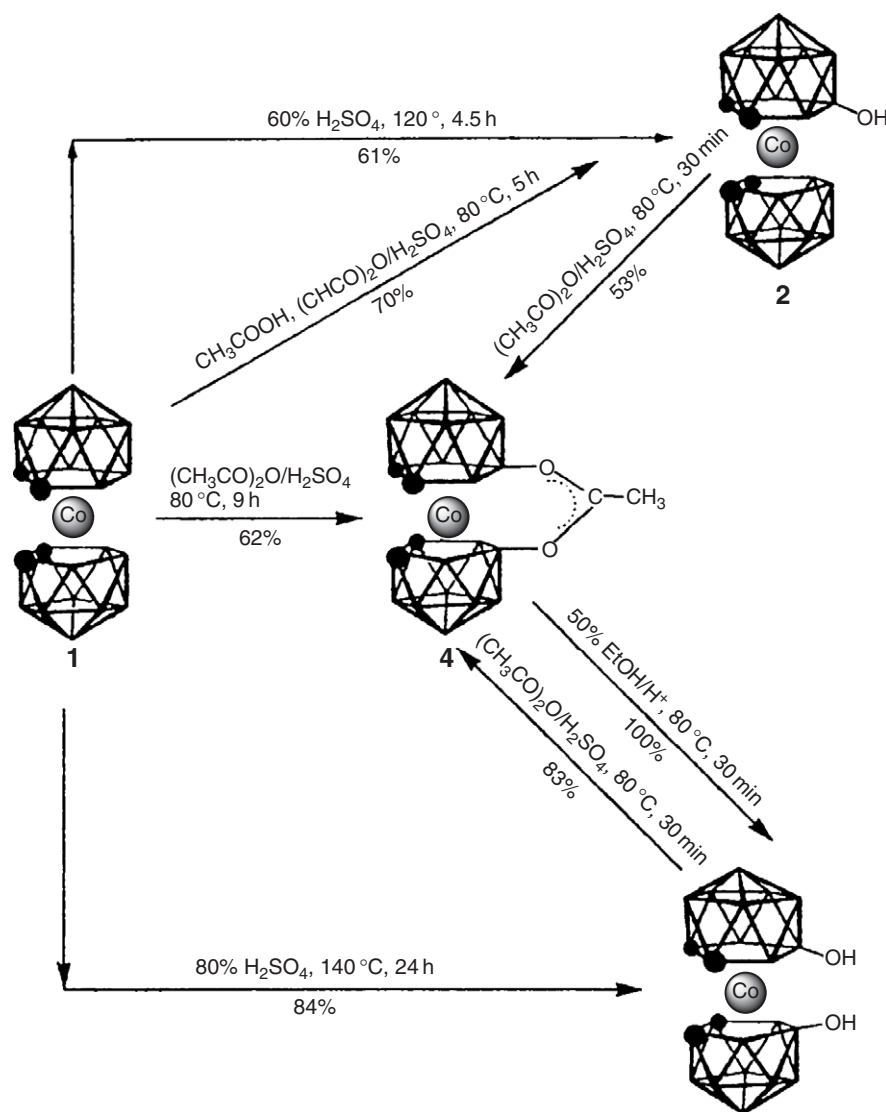 OH
60% H₂SO₄, 120 °, 4.5 h
61%
Co
CH₃COOH, (CHCO)₂O/H₂SO₄, 80 °C, 5 h
70%
(CH₃CO)₂O/H₂SO₄, 80 °C, 30 min
53%
2
(CH₃CO)₂O/H₂SO₄
80 °C, 9 h
62%
Co
1
O
C
CH₃
Co
O
4
50% EtOH/H⁺, 80 °C, 30 min
100%
(CH₃CO)₂O/H₂SO₄, 80 °C, 30 min
83%
80% H₂SO₄, 140 °C, 24 h
84%
OH
Co
OH